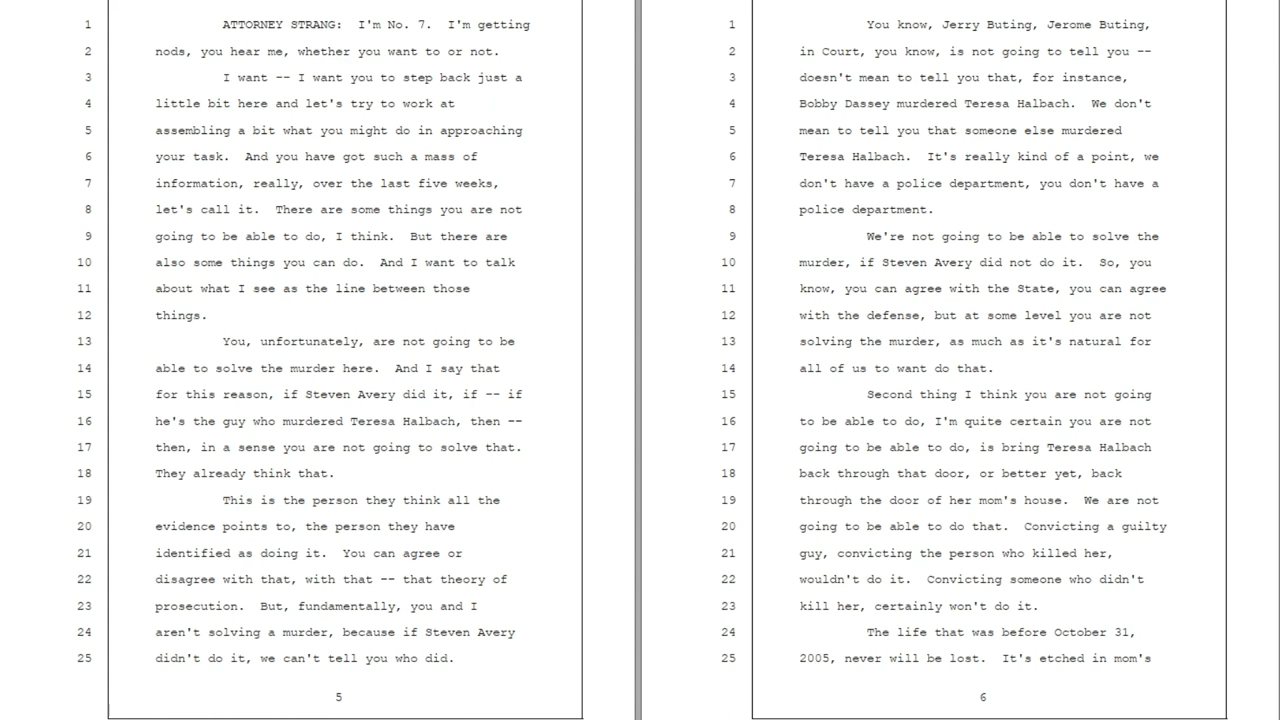 1 ATTORNEY STRANG: I'm No. 7. I'm getting
2 nods, you hear me, whether you want to or not.
3 I want -- I want you to step back just a
4 little bit here and let's try to work at
5 assembling a bit what you might do in approaching
6 your task. And you have got such a mass of
7 information, really, over the last five weeks,
8 let's call it. There are some things you are not
9 going to be able to do, I think. But there are
10 also some things you can do. And I want to talk
11 about what I see as the line between those
12 things.
13 You, unfortunately, are not going to be
14 able to solve the murder here. And I say that
15 for this reason, if Steven Avery did it, if -- if
16 he's the guy who murdered Teresa Halbach, then --
17 then, in a sense you are not going to solve that.
18 They already think that.
19 This is the person they think all the
20 evidence points to, the person they have
21 identified as doing it. You can agree or
22 disagree with that, with that -- that theory of
23 prosecution. But, fundamentally, you and I
24 aren't solving a murder, because if Steven Avery
25 didn't do it, we can't tell you who did.
5
1 You know, Jerry Buting, Jerome Buting,
2 in Court, you know, is not going to tell you --
3 doesn't mean to tell you that, for instance,
4 Bobby Dassey murdered Teresa Halbach. We don't
5 mean to tell you that someone else murdered
6 Teresa Halbach. It's really kind of a point, we
7 don't have a police department, you don't have a
8 police department.
9 We're not going to be able to solve the
10 murder, if Steven Avery did not do it. So, you
11 know, you can agree with the State, you can agree
12 with the defense, but at some level you are not
13 solving the murder, as much as it's natural for
14 all of us to want do that.
15 Second thing I think you are not going
16 to be able to do, I'm quite certain you are not
17 going to be able to do, is bring Teresa Halbach
18 back through that door, or better yet, back
19 through the door of her mom's house. We are not
20 going to be able to do that. Convicting a guilty
21 guy, convicting the person who killed her,
22 wouldn't do it. Convicting someone who didn't
23 kill her, certainly won't do it.
24 The life that was before October 31,
25 2005, never will be lost. It's etched in mom's
6